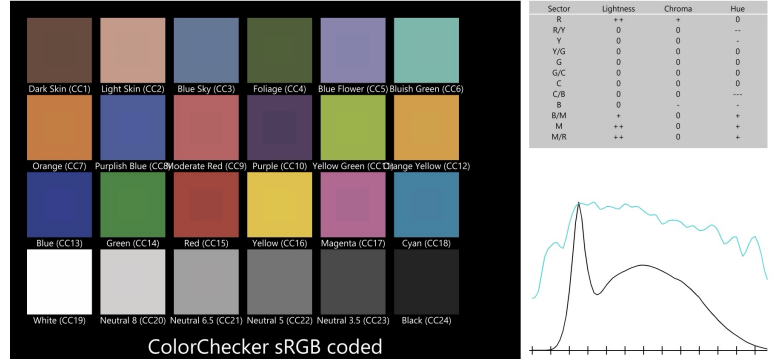 Dark Skin (CC1) Light Skin (CC2) Blue Sky (CC3) Foliage (CC4) Blue Flower (CC5) Bluish Green (CC6)
Orange (CC7) Purplish Blue (CC8) Moderate Red (CC9) Purple (CC10) Yellow Green (CC11) Orange Yellow (CC12)
Blue (CC13) Green (CC14) Red (CC15) Yellow (CC16) Magenta (CC17) Cyan (CC18)
White (CC19) Neutral 8 (CC20) Neutral 6.5 (CC21) Neutral 5 (CC22) Neutral 3.5 (CC23) Black (CC24)
ColorChecker sRGB coded
Sector Lightness Chroma Hue
R ++ + 0
R/Y 0 0 --
Y 0 0 -
Y/G 0 0 0
G 0 0 0
G/C 0 0 0
C 0 0 0
C/B 0 0 ---
B 0 - -
B/M + 0 +
M ++ 0 +
M/R ++ 0 +